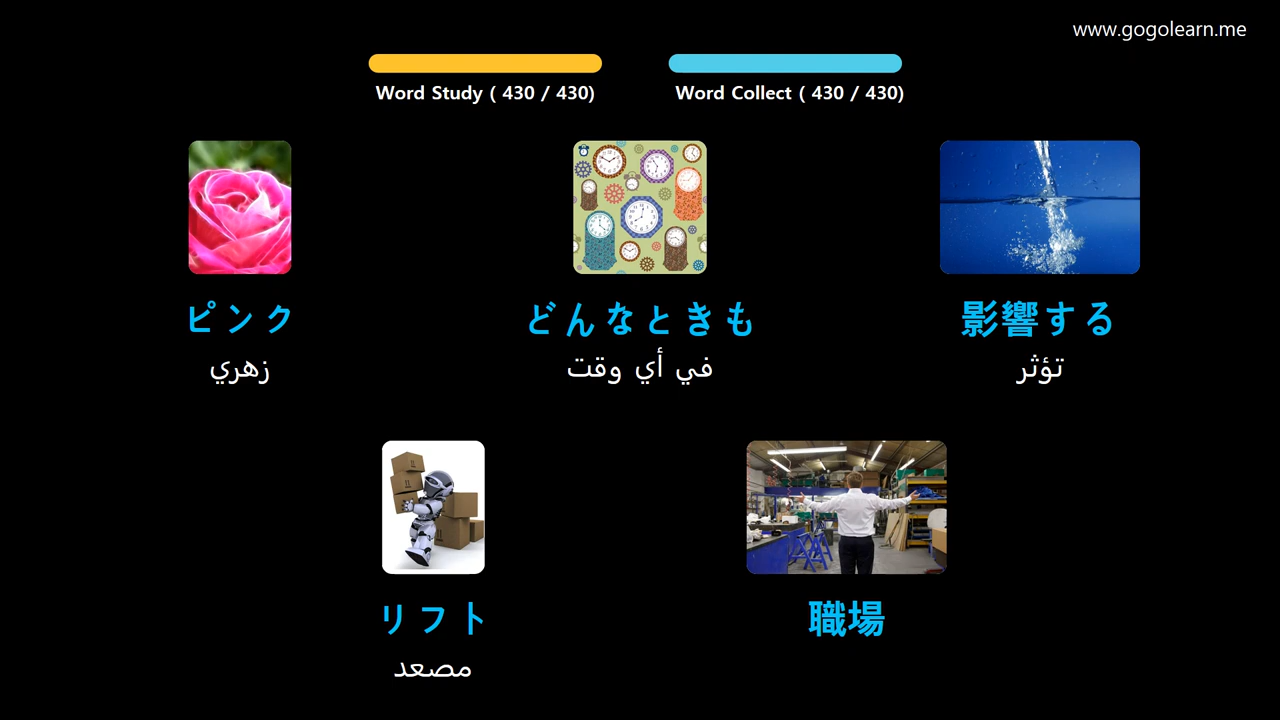 www.gogolearn.me
Word Study ( 430 / 430)
Word Collect ( 430 / 430)
ピンク
どんなときも
影響する
زهري
في أي وقت
تؤثر
リフト
職場
مصعد